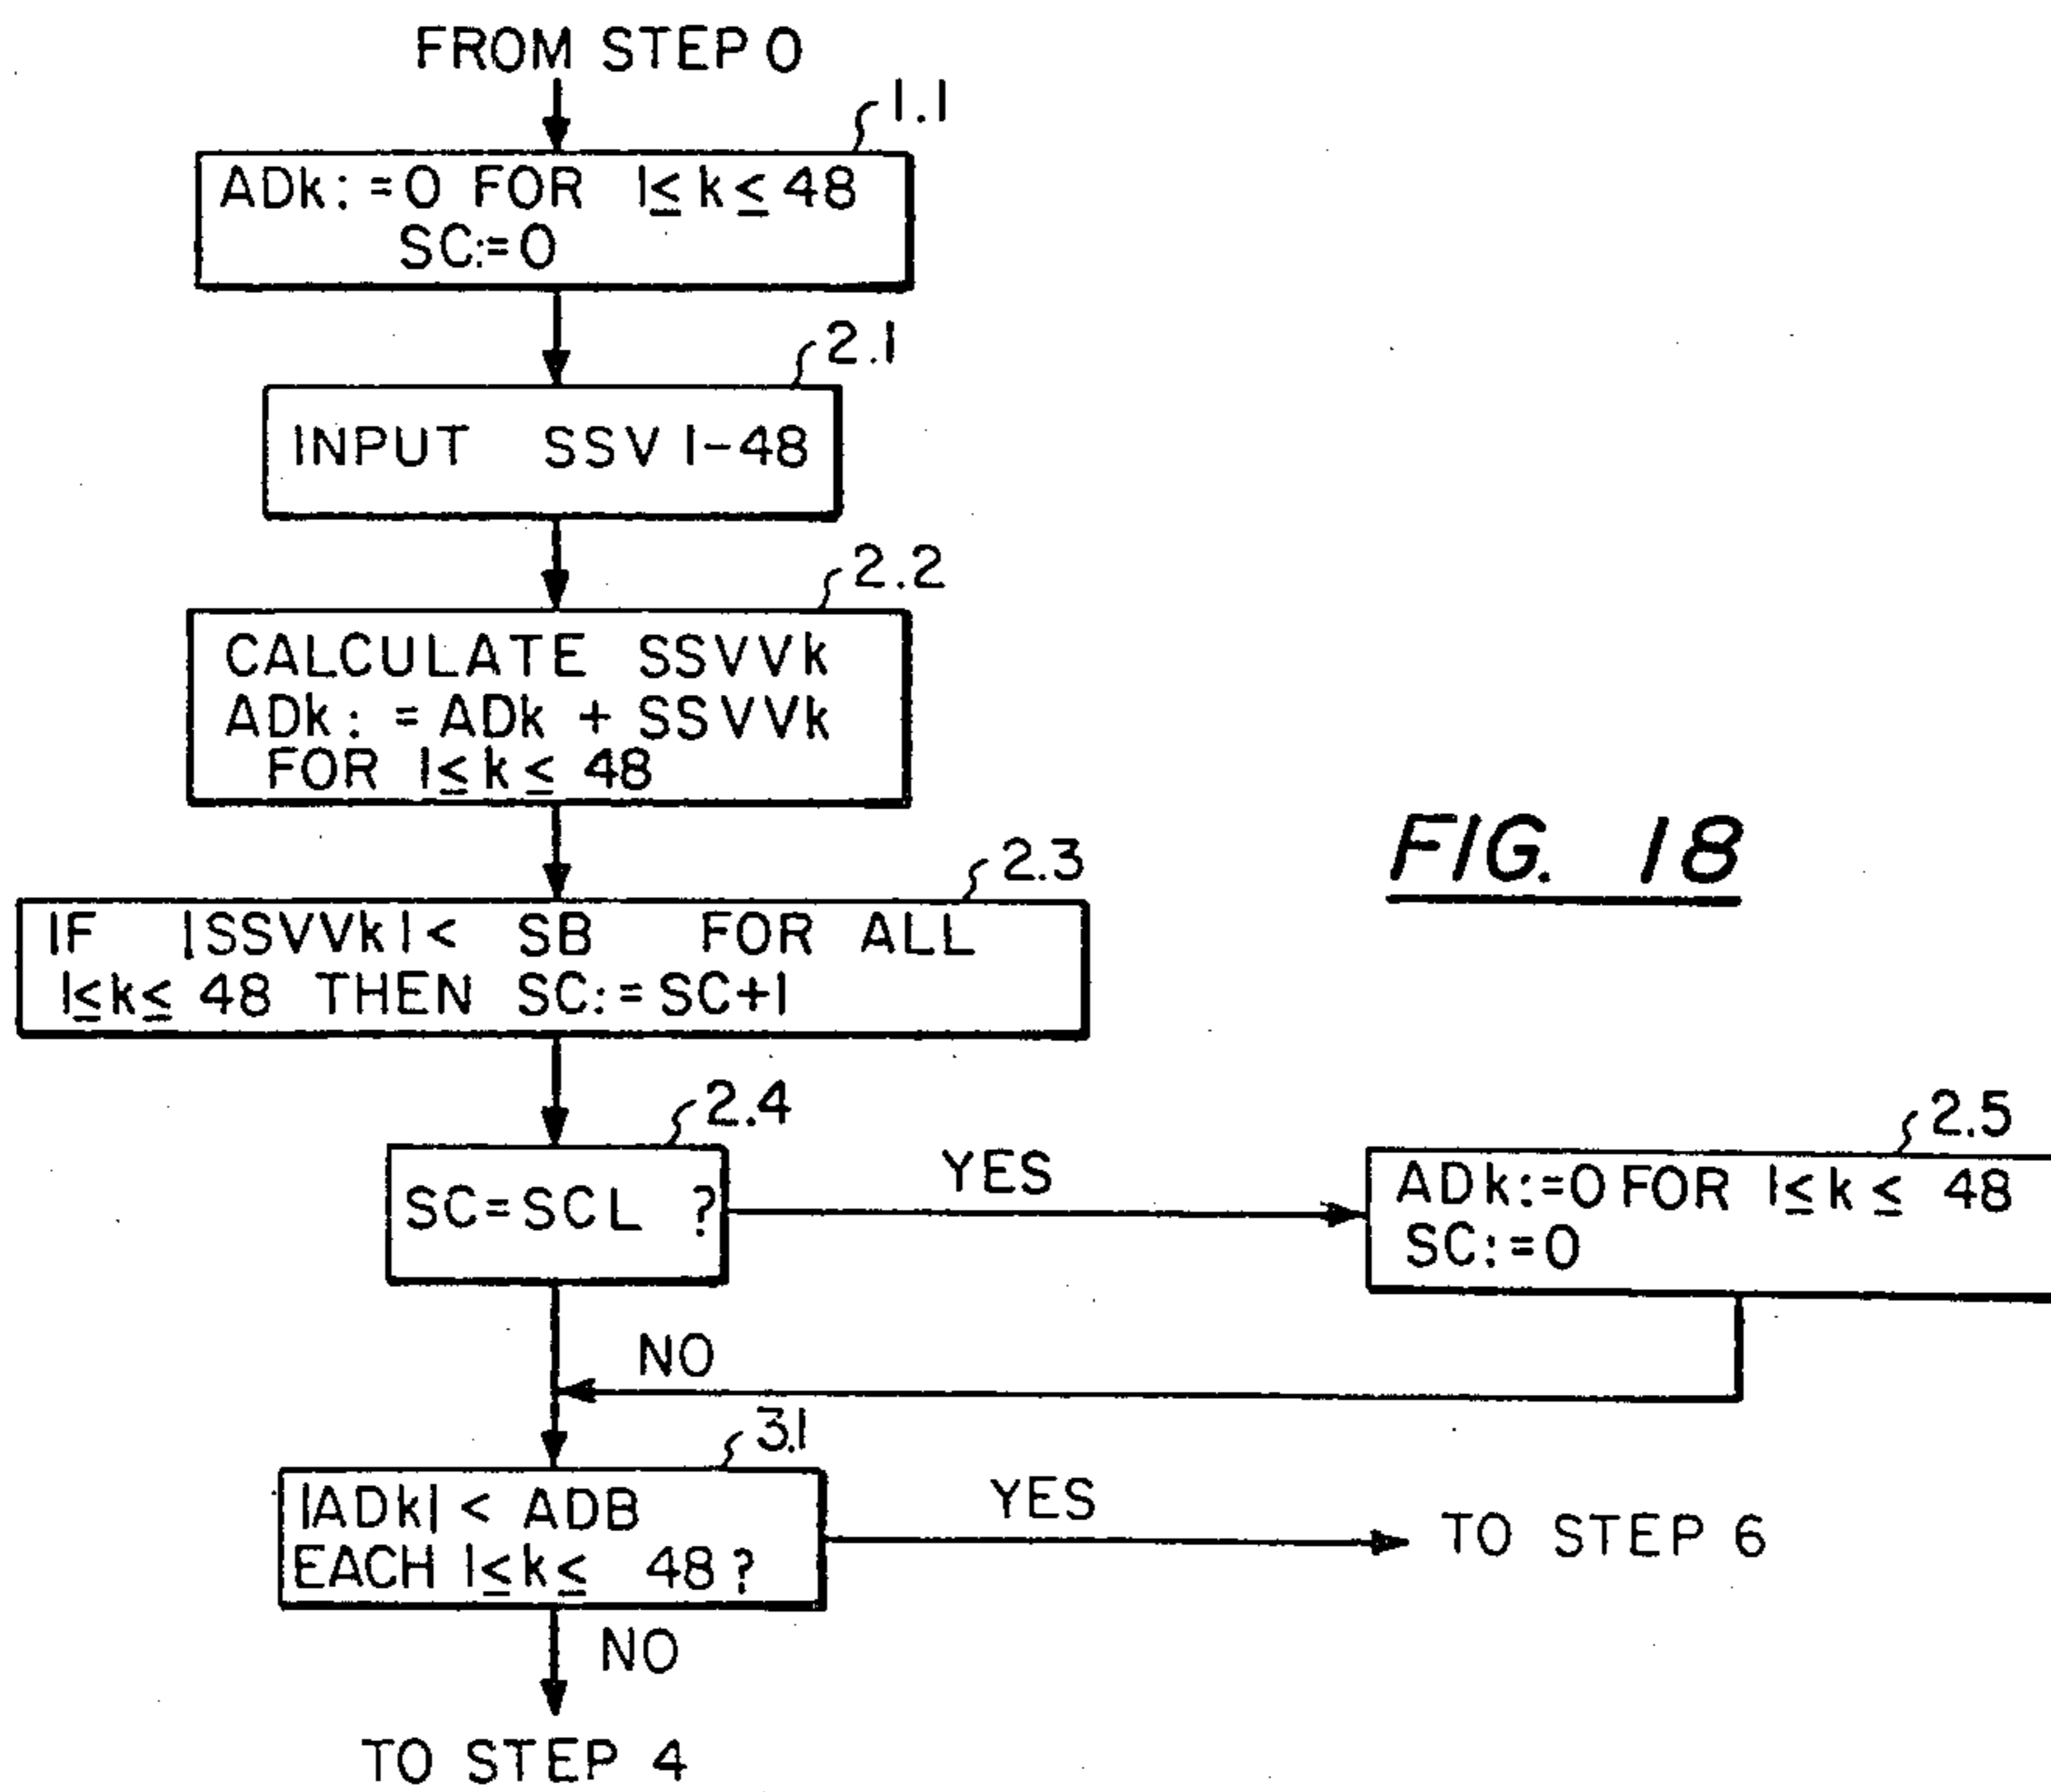 FROM STEP 0
1.1
ADk:=0 FOR 1≤k≤48
SC:=0
2.1
INPUT SSV 1-48
2.2
CALCULATE SSVVk
ADk:=ADk + SSVVk
FOR 1≤k≤ 48
2.3
IF |SSVVk|< SB FOR ALL
1≤k≤ 48 THEN SC:=SC+1
FIG. 18
2.4
SC=SCL ?
YES
2.5
ADk:=0 FOR 1≤k≤ 48
SC:=0
NO
3.1
|ADk| < ADB
EACH 1≤k≤ 48?
YES
TO STEP 6
NO
TO STEP 4